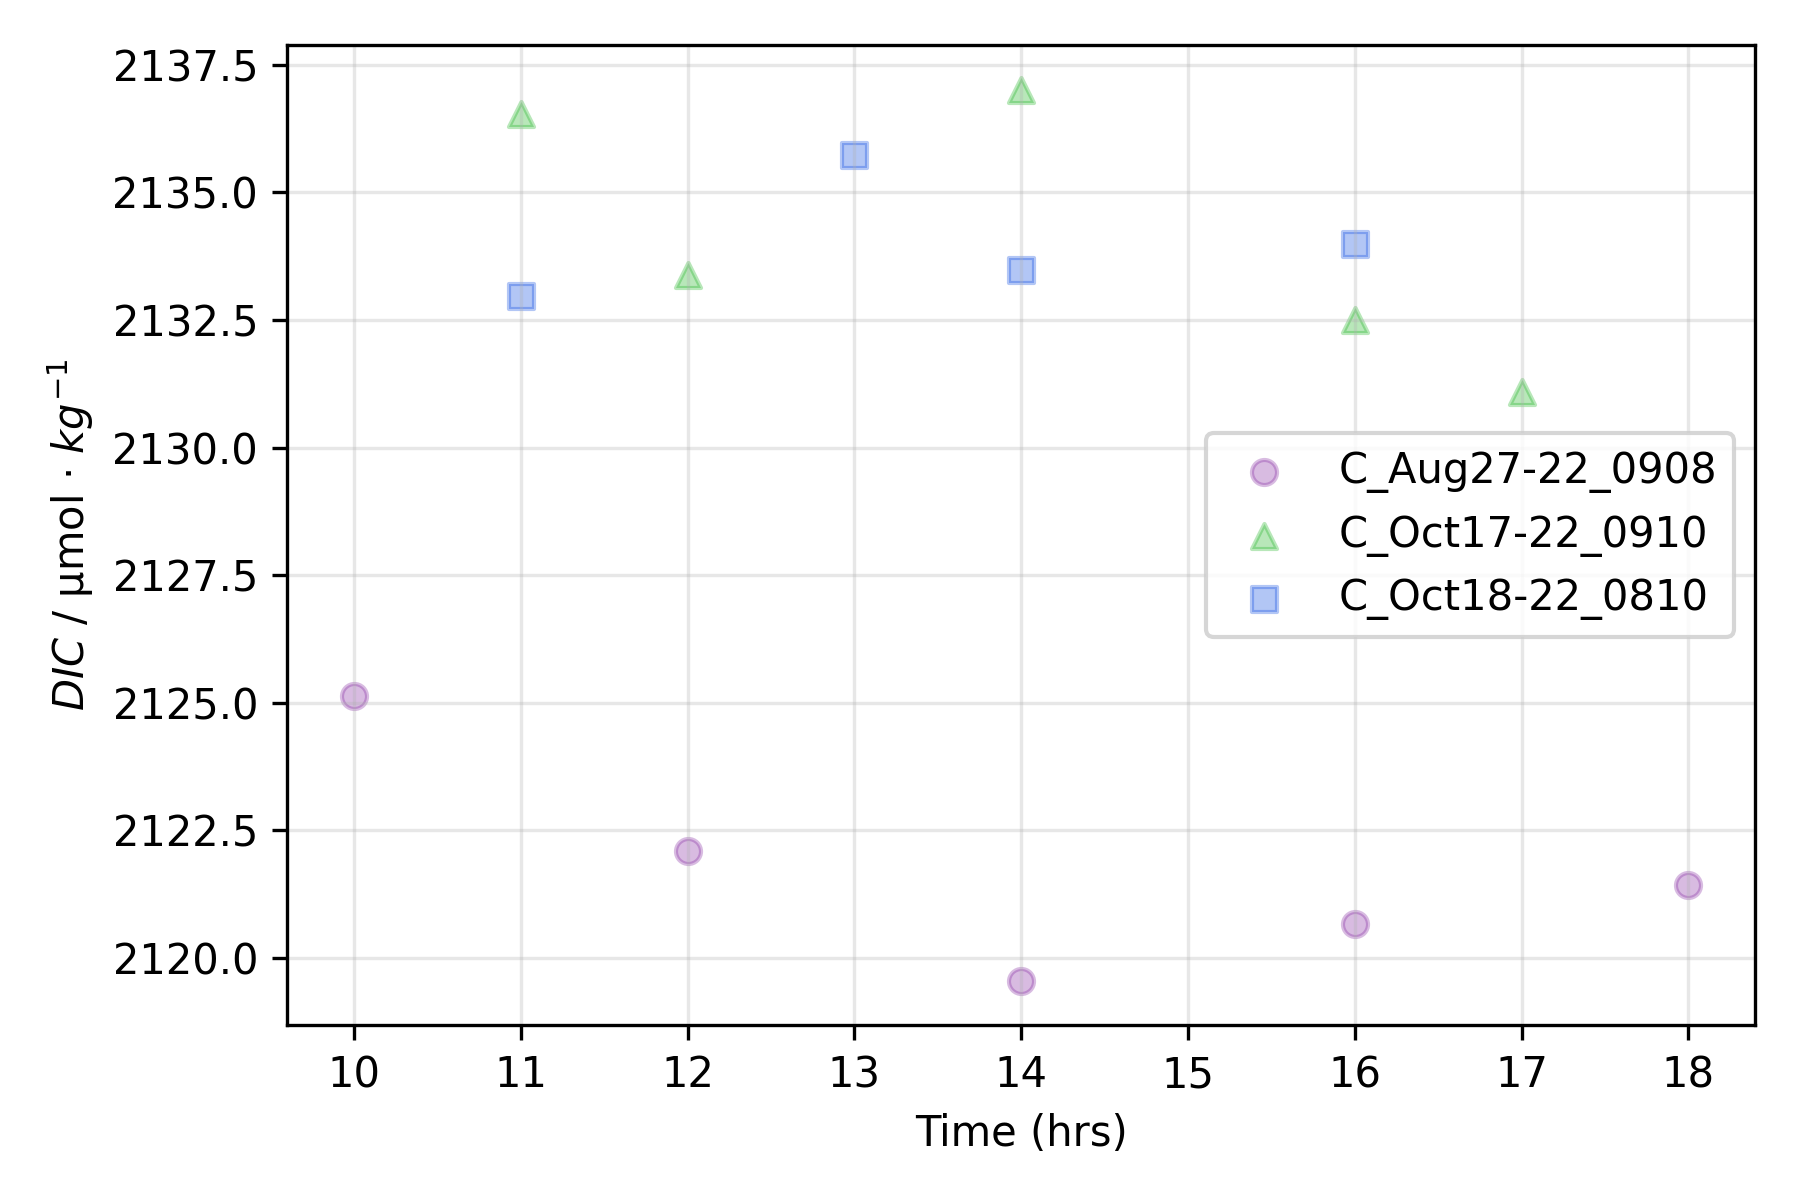 2137.5
2135.0
2132.5
2130.0
2127.5
2125.0
2122.5
2120.0
DIC / µmol · kg⁻¹
C_Aug27-22_0908
C_Oct17-22_0910
C_Oct18-22_0810
10 11 12 13 14 15 16 17 18
Time (hrs)